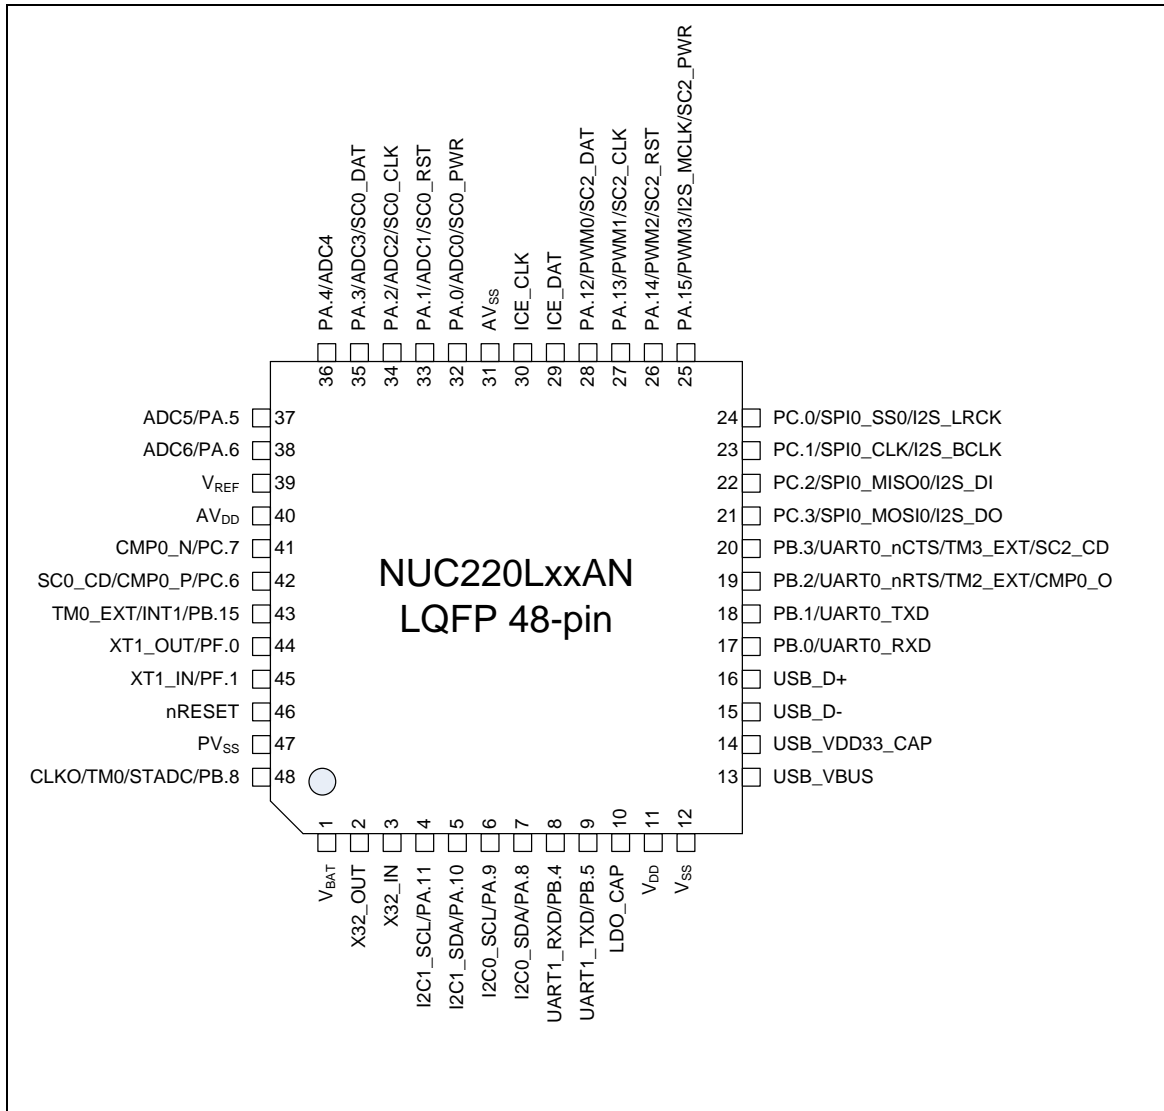 PA.4/ADC4
PA.3/ADC3/SC0_DAT
PA.2/ADC2/SC0_CLK
PA.1/ADC1/SC0_RST
PA.0/ADC0/SC0_PWR
AVSS
ICE_CLK
ICE_DAT
PA.12/PWM0/SC2_DAT
PA.13/PWM1/SC2_CLK
PA.14/PWM2/SC2_RST
PA.15/PWM3/I2S_MCLK/SC2_PWR
36
35
34
33
32
31
30
29
28
27
26
25
ADC5/PA.5 37
ADC6/PA.6 38
VREF 39
AVDD 40
CMP0_N/PC.7 41
SC0_CD/CMP0_P/PC.6 42
TM0_EXT/INT1/PB.15 43
XT1_OUT/PF.0 44
XT1_IN/PF.1 45
nRESET 46
PVSS 47
CLKO/TM0/STADC/PB.8 48
NUC220LxxAN
LQFP 48-pin
24 PC.0/SPI0_SS0/I2S_LRCK
23 PC.1/SPI0_CLK/I2S_BCLK
22 PC.2/SPI0_MISO0/I2S_DI
21 PC.3/SPI0_MOSI0/I2S_DO
20 PB.3/UART0_nCTS/TM3_EXT/SC2_CD
19 PB.2/UART0_nRTS/TM2_EXT/CMP0_O
18 PB.1/UART0_TXD
17 PB.0/UART0_RXD
16 USB_D+
15 USB_D-
14 USB_VDD33_CAP
13 USB_VBUS
1
2
3
4
5
6
7
8
9
10
11
12
VBAT
X32_OUT
X32_IN
I2C1_SCL/PA.11
I2C1_SDA/PA.10
I2C0_SCL/PA.9
I2C0_SDA/PA.8
UART1_RXD/PB.4
UART1_TXD/PB.5
LDO_CAP
VDD
VSS